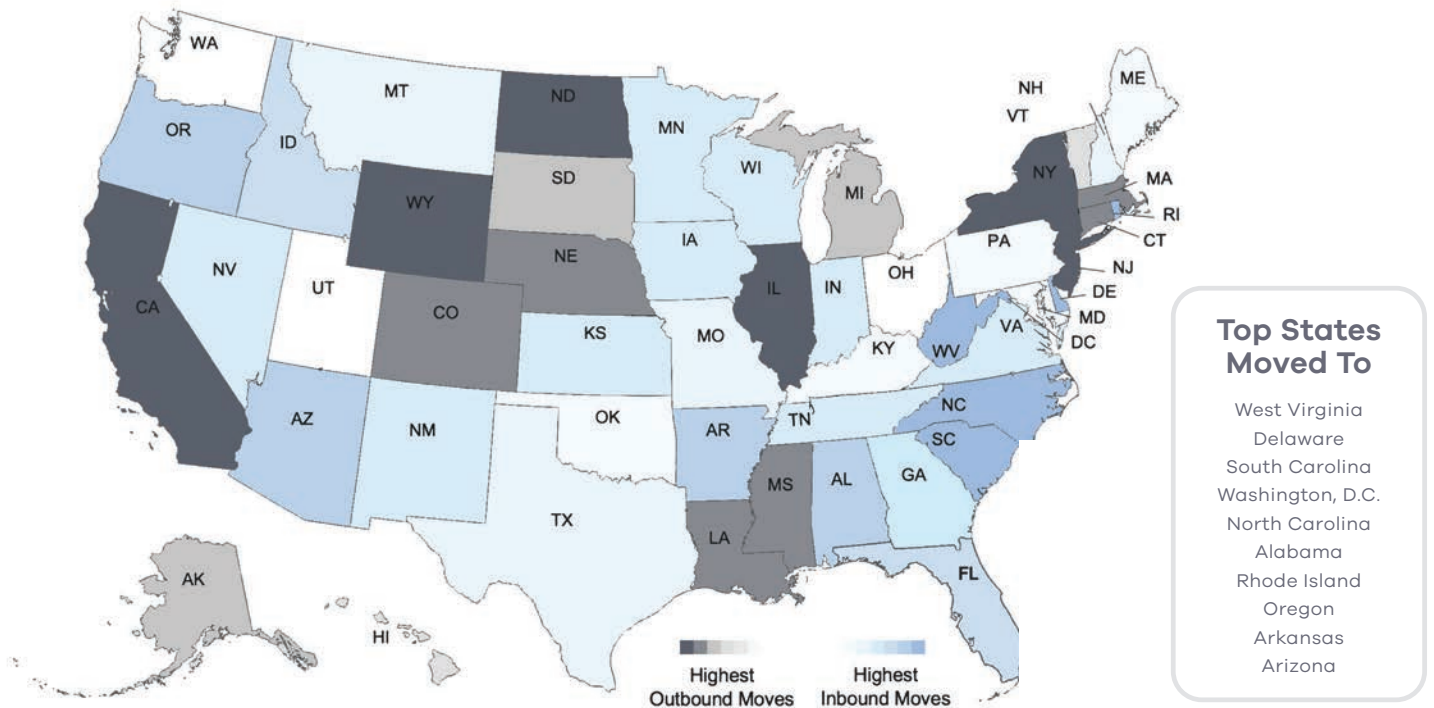 WA
MT
ND
MN
OR
ID
SD
WI
MI
WY
NE
IA
NV
UT
CO
CA
KS
MO
IL
IN
OH
KY
WV
VA
PA
NY
NH
VT
ME
MA
RI
CT
NJ
DE
MD
DC
AZ
NM
OK
AR
TN
NC
SC
MS
AL
GA
TX
LA
FL
AK
HI
Highest
Outbound Moves
Highest
Inbound Moves
Top States
Moved To
West Virginia
Delaware
South Carolina
Washington, D.C.
North Carolina
Alabama
Rhode Island
Oregon
Arkansas
Arizona